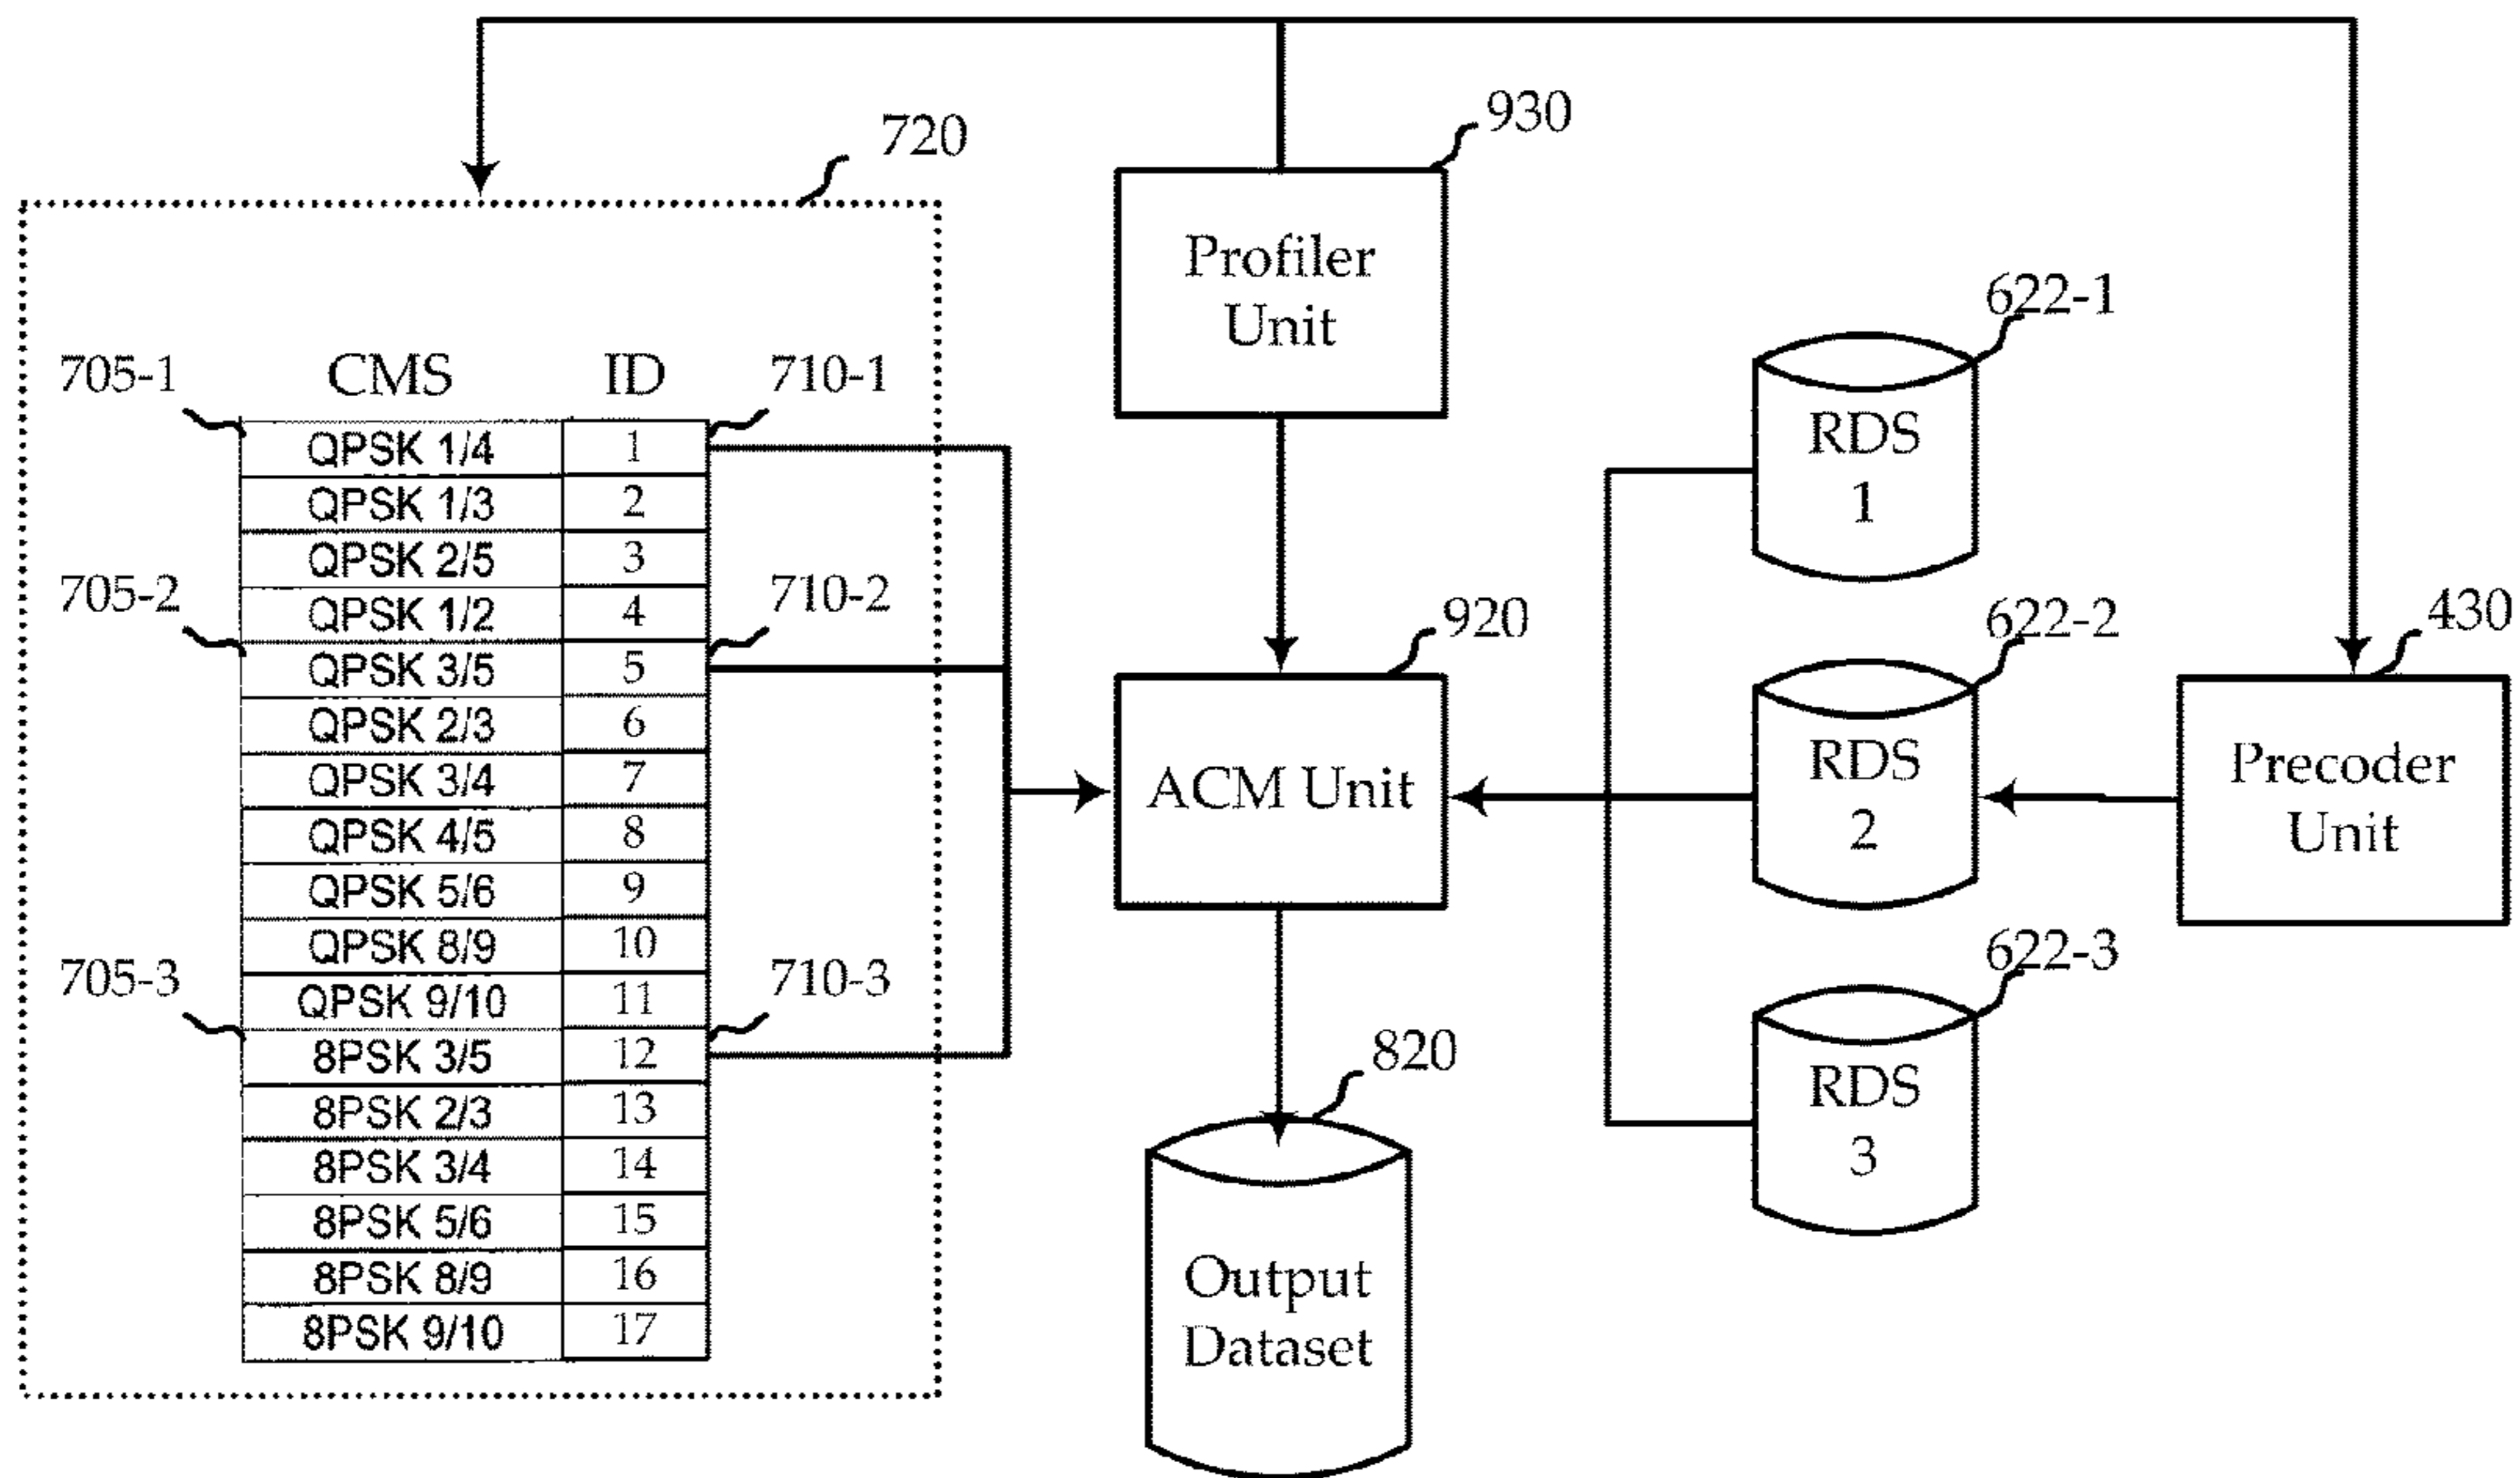 720
930
Profiler
Unit
622-1
705-1
CMS
ID
710-1
QPSK 1/4
1
QPSK 1/3
2
QPSK 2/5
3
705-2
710-2
QPSK 1/2
4
QPSK 3/5
5
QPSK 2/3
6
QPSK 3/4
7
QPSK 4/5
8
QPSK 5/6
9
QPSK 8/9
10
705-3
710-3
QPSK 9/10
11
8PSK 3/5
12
8PSK 2/3
13
8PSK 3/4
14
8PSK 5/6
15
8PSK 8/9
16
8PSK 9/10
17
RDS
1
920
622-2
430
ACM Unit
RDS
2
Precoder
Unit
622-3
820
RDS
3
Output
Dataset